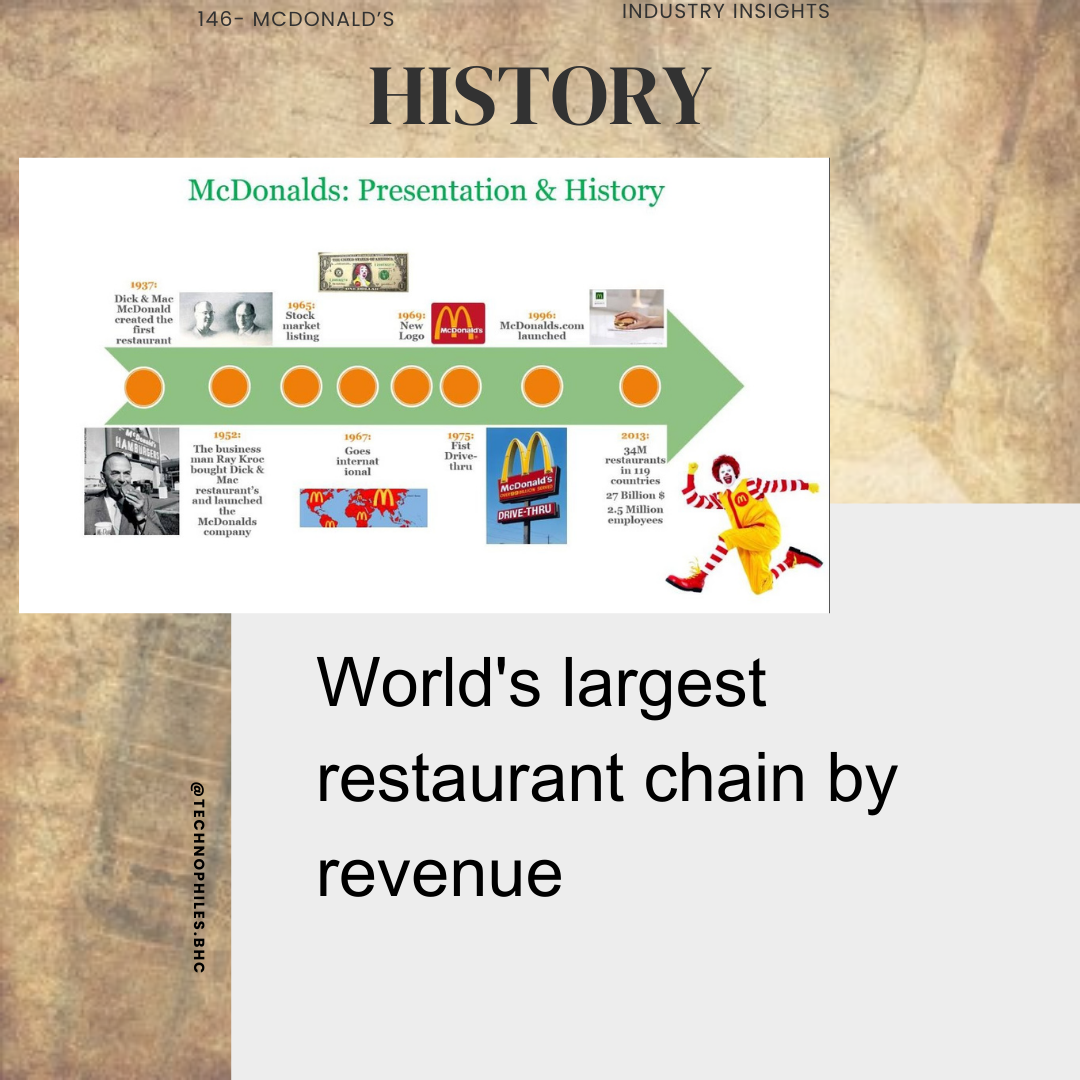 146- MCDONALD'S
INDUSTRY INSIGHTS
HISTORY
McDonalds: Presentation & History
1937:
Dick & Mac
McDonald
created the
first
restaurant
1965:
Stock
market
listing
1969:
New
Logo
McDonald's
1996:
McDonalds.com
launched
McDonald's
HAMBURGERS
1952:
The business
man Ray Kroc
bought Dick &
Mac
restaurant's
and launched
the
McDonalds
company
1967:
Goes
internat
ional
1975:
Fist
Drive-
thru
McDonald's
DRIVE-THRU
2013:
34M
restaurants
in 119
countries
27 Billion $
2.5 Million
employees
World's largest
restaurant chain by
revenue
@TECHNOPHILES.BHC